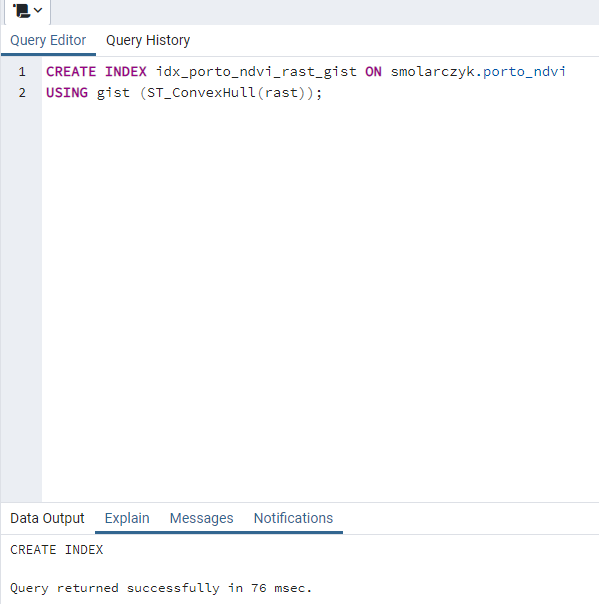 Query Editor Query History
1 CREATE INDEX idx_porto_ndvi_rast_gist ON smolarczyk.porto_ndvi
2 USING gist (ST_ConvexHull(rast));
Data Output Explain Messages Notifications
CREATE INDEX
Query returned successfully in 76 msec.